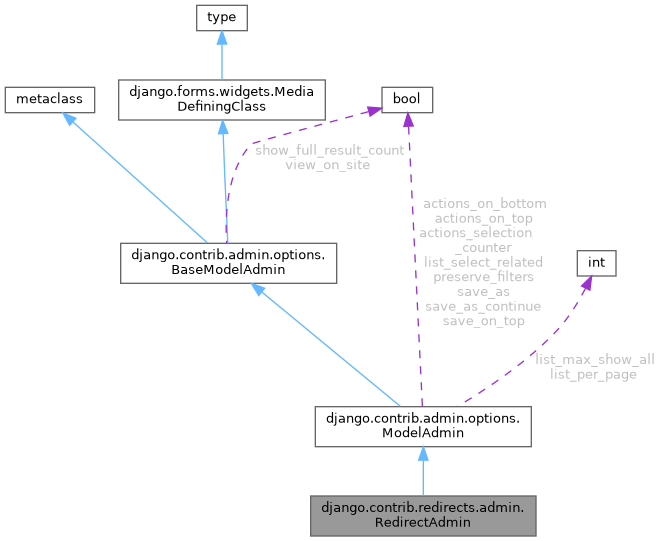 type
django.forms.widgets.Media
DefiningClass
metaclass
bool
show_full_result_count
view_on_site
actions_on_bottom
actions_on_top
actions_selection
_counter
list_select_related
preserve_filters
save_as
save_as_continue
save_on_top
django.contrib.admin.options.
BaseModelAdmin
int
list_max_show_all
list_per_page
django.contrib.admin.options.
ModelAdmin
django.contrib.redirects.admin.
RedirectAdmin